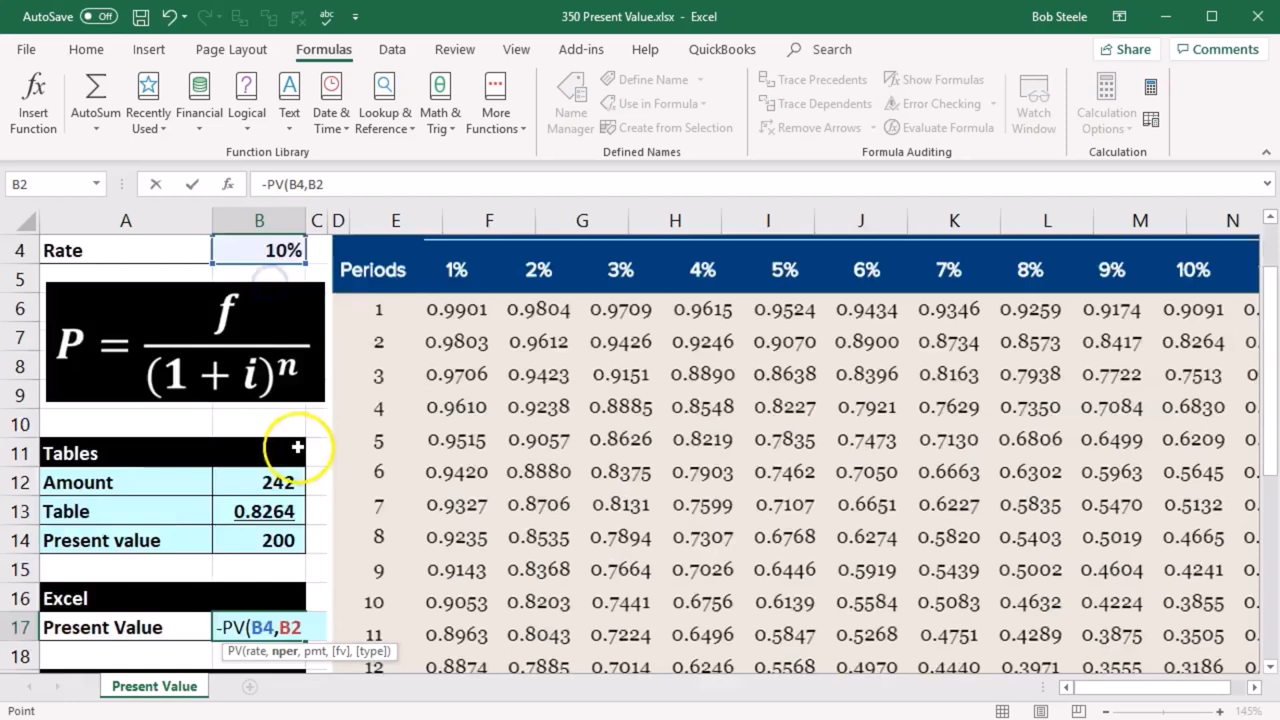 AutoSave Off 350 Present Value.xlsx - Excel Bob Steele
File Home Insert Page Layout Formulas Data Review View Add-ins Help QuickBooks Search Share Comments
Insert Function AutoSum Recently Used Financial Logical Text Date & Time Lookup & Reference Math & Trig More Functions
Name Manager Define Name Use in Formula Create from Selection
Trace Precedents Trace Dependents Remove Arrows Show Formulas Error Checking Evaluate Formula Watch Window
Calculation Options
Function Library Defined Names Formula Auditing Calculation
B2 fx -PV(B4,B2
A B C D E F G H I J K L M N
4 Rate 10%
Periods 1% 2% 3% 4% 5% 6% 7% 8% 9% 10%
5
6 1 0.9901 0.9804 0.9709 0.9615 0.9524 0.9434 0.9346 0.9259 0.9174 0.9091 0.
P = f / (1 + i)^n
7 2 0.9803 0.9612 0.9426 0.9246 0.9070 0.8900 0.8734 0.8573 0.8417 0.8264 0.
8 3 0.9706 0.9423 0.9151 0.8890 0.8638 0.8396 0.8163 0.7938 0.7722 0.7513 0
9 4 0.9610 0.9238 0.8885 0.8548 0.8227 0.7921 0.7629 0.7350 0.7084 0.6830 0.
10
11 Tables 5 0.9515 0.9057 0.8626 0.8219 0.7835 0.7473 0.7130 0.6806 0.6499 0.6209 0.
12 Amount 242 6 0.9420 0.8880 0.8375 0.7903 0.7462 0.7050 0.6663 0.6302 0.5963 0.5645 0.
13 Table 0.8264 7 0.9327 0.8706 0.8131 0.7599 0.7107 0.6651 0.6227 0.5835 0.5470 0.5132 0.
14 Present value 200 8 0.9235 0.8535 0.7894 0.7307 0.6768 0.6274 0.5820 0.5403 0.5019 0.4665 0.
15 9 0.9143 0.8368 0.7664 0.7026 0.6446 0.5919 0.5439 0.5002 0.4604 0.4241 0.
16 Excel 10 0.9053 0.8203 0.7441 0.6756 0.6139 0.5584 0.5083 0.4632 0.4224 0.3855 0.
17 Present Value -PV(B4,B2 11 0.8963 0.8043 0.7224 0.6496 0.5847 0.5268 0.4751 0.4289 0.3875 0.3505 0.
PV(rate, nper, pmt, [fv], [type])
18 12 0.8874 0.7885 0.7014 0.6246 0.5568 0.4970 0.4440 0.3971 0.3555 0.3186 0.
Present Value
Point 145%